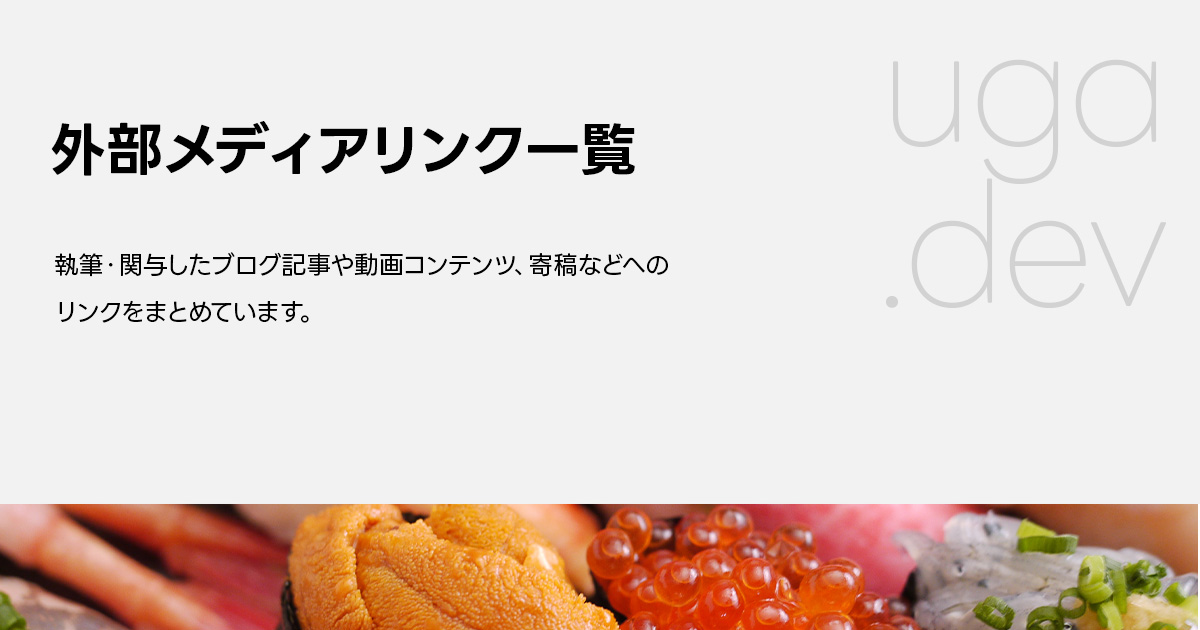 外部メディアリンク一覧
執筆・関与したブログ記事や動画コンテンツ、寄稿などへの
リンクをまとめています。
uga
.dev